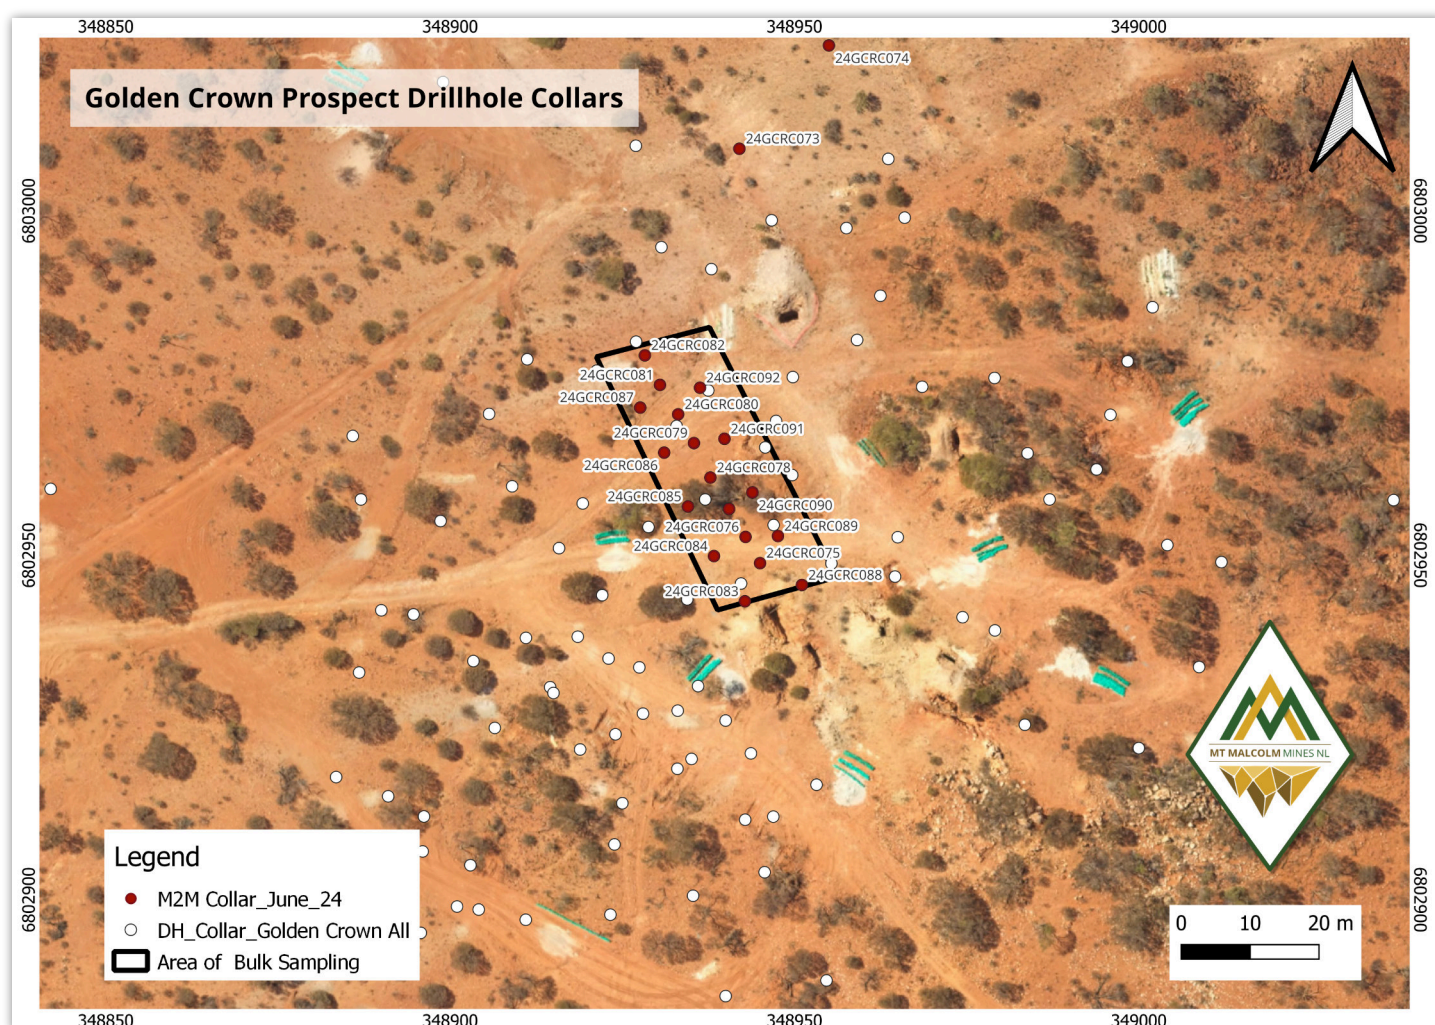 348850
348900
348950
349000
24GCRC074
Golden Crown Prospect Drillhole Collars
24GCRC073
6803000
6803000
24GCRC082
24GCRC081
24GCRC092
24GCRC087
24GCRC080
24GCRC079
24GCRC091
24GCRC086
24GCRC078
24GCRC085
24GCRC090
24GCRC076
24GCRC089
24GCRC084
24GCRC075
24GCRC088
24GCRC083
6802950
6802950
MT MALCOLM MINES NL
Legend
M2M Collar_June_24
DH_Collar_Golden Crown All
Area of Bulk Sampling
6802900
6802900
0 10 20 m
348850
348900
348950
349000